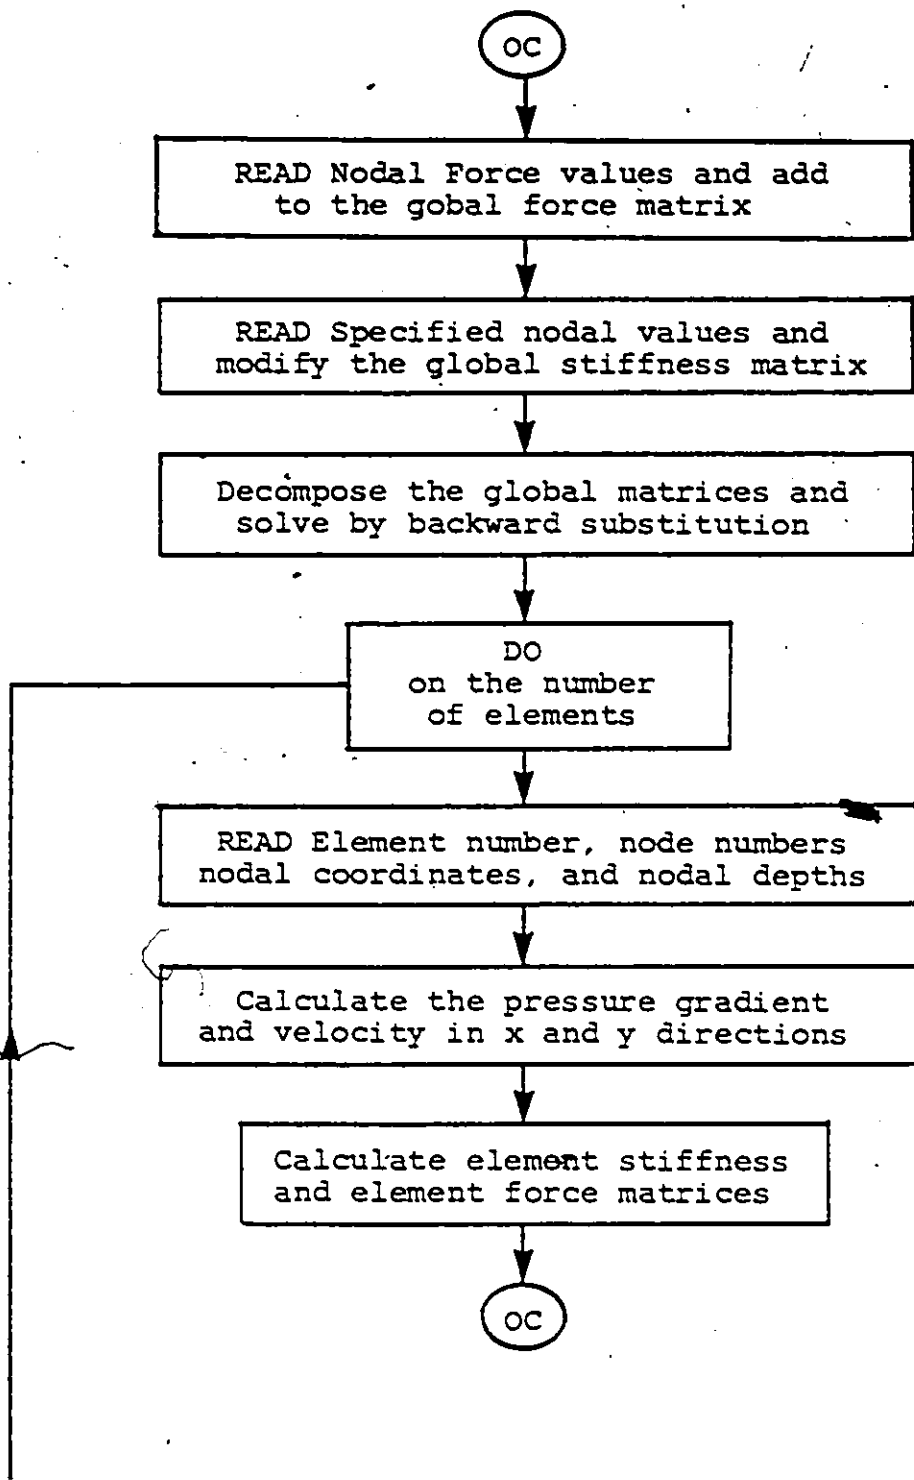 OC
READ Nodal Force values and add
to the gobal force matrix
READ Specified nodal values and
modify the global stiffness matrix
Decompose the global matrices and
solve by backward substitution
DO
on the number
of elements
READ Element number, node numbers
nodal coordinates, and nodal depths
Calculate the pressure gradient
and velocity in x and y directions
Calculate element stiffness
and element force matrices
OC